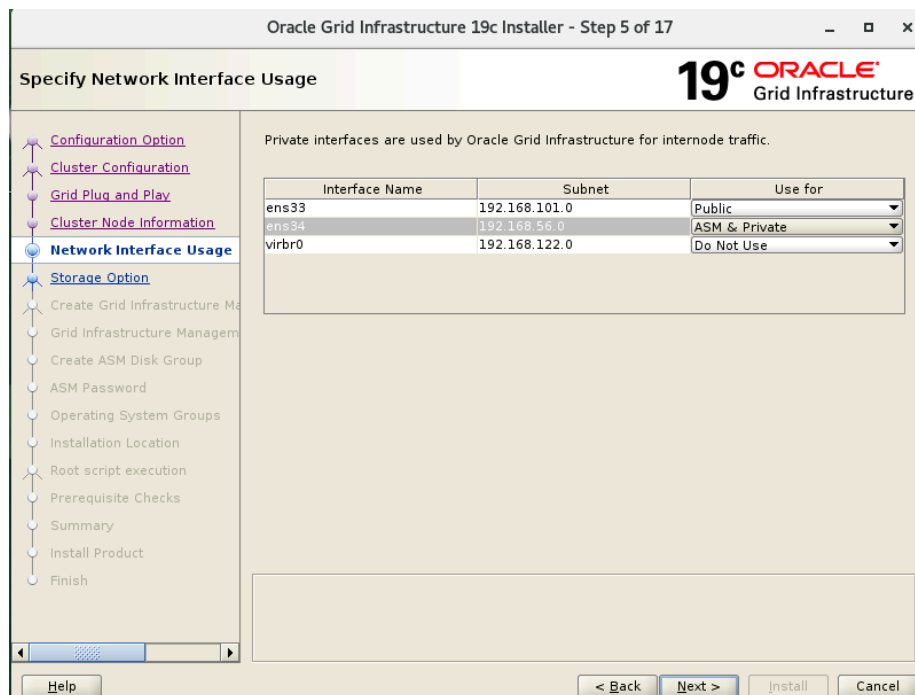 Oracle Grid Infrastructure 19c Installer - Step 5 of 17
Specify Network Interface Usage
19c ORACLE
Grid Infrastructure
Configuration Option
Cluster Configuration
Grid Plug and Play
Cluster Node Information
Network Interface Usage
Storage Option
Create Grid Infrastructure Ma
Grid Infrastructure Managem
Create ASM Disk Group
ASM Password
Operating System Groups
Installation Location
Root script execution
Prerequisite Checks
Summary
Install Product
Finish
Private interfaces are used by Oracle Grid Infrastructure for internode traffic.
Interface Name Subnet Use for
ens33 192.168.101.0 Public
ens34 192.168.56.0 ASM & Private
virbr0 192.168.122.0 Do Not Use
Help < Back Next > Install Cancel